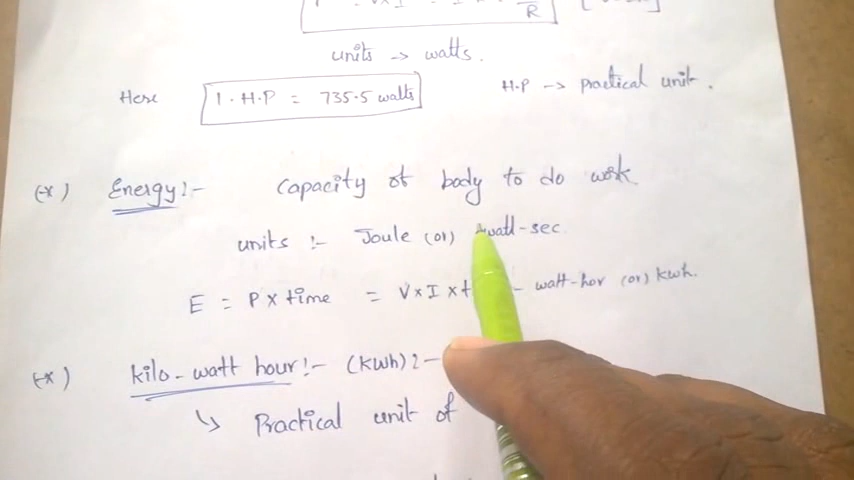 = V×I = I = R
units → watts.
Here 1·H·P = 735.5 watts H·P → practical unit.
(*) Energy:- capacity of body to do work
units :- Joule (or) watt-sec.
E = P × time = V×I×t - watt-hor (or) kwh.
(*) kilo-watt hour:- (kwh):-
↳ Practical unit of